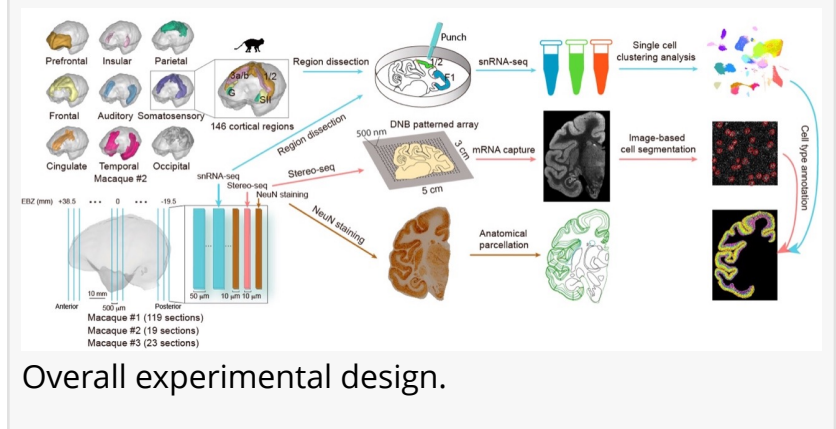 Prefrontal Insular Parietal
Frontal Auditory Somatosensory
Cingulate Temporal Occipital
Macaque #2
3a/b 1/2
G SII
146 cortical regions
Region dissection
Punch
1/2
snRNA-seq
Single cell
clustering analysis
Region dissection
DNB patterned array
500 nm
3 cm
5 cm
mRNA capture
Image-based
cell segmentation
Cell type annotation
snRNA-seq
Stereo-seq
NeuN staining
Stereo-seq
NeuN staining
Anatomical
parcellation
EBZ (mm) +38.5 ••• 0 ••• -19.5
10 mm
500 μm
Anterior Posterior
50 μm 10 μm 10 μm
Macaque #1 (119 sections)
Macaque #2 (19 sections)
Macaque #3 (23 sections)
Overall experimental design.